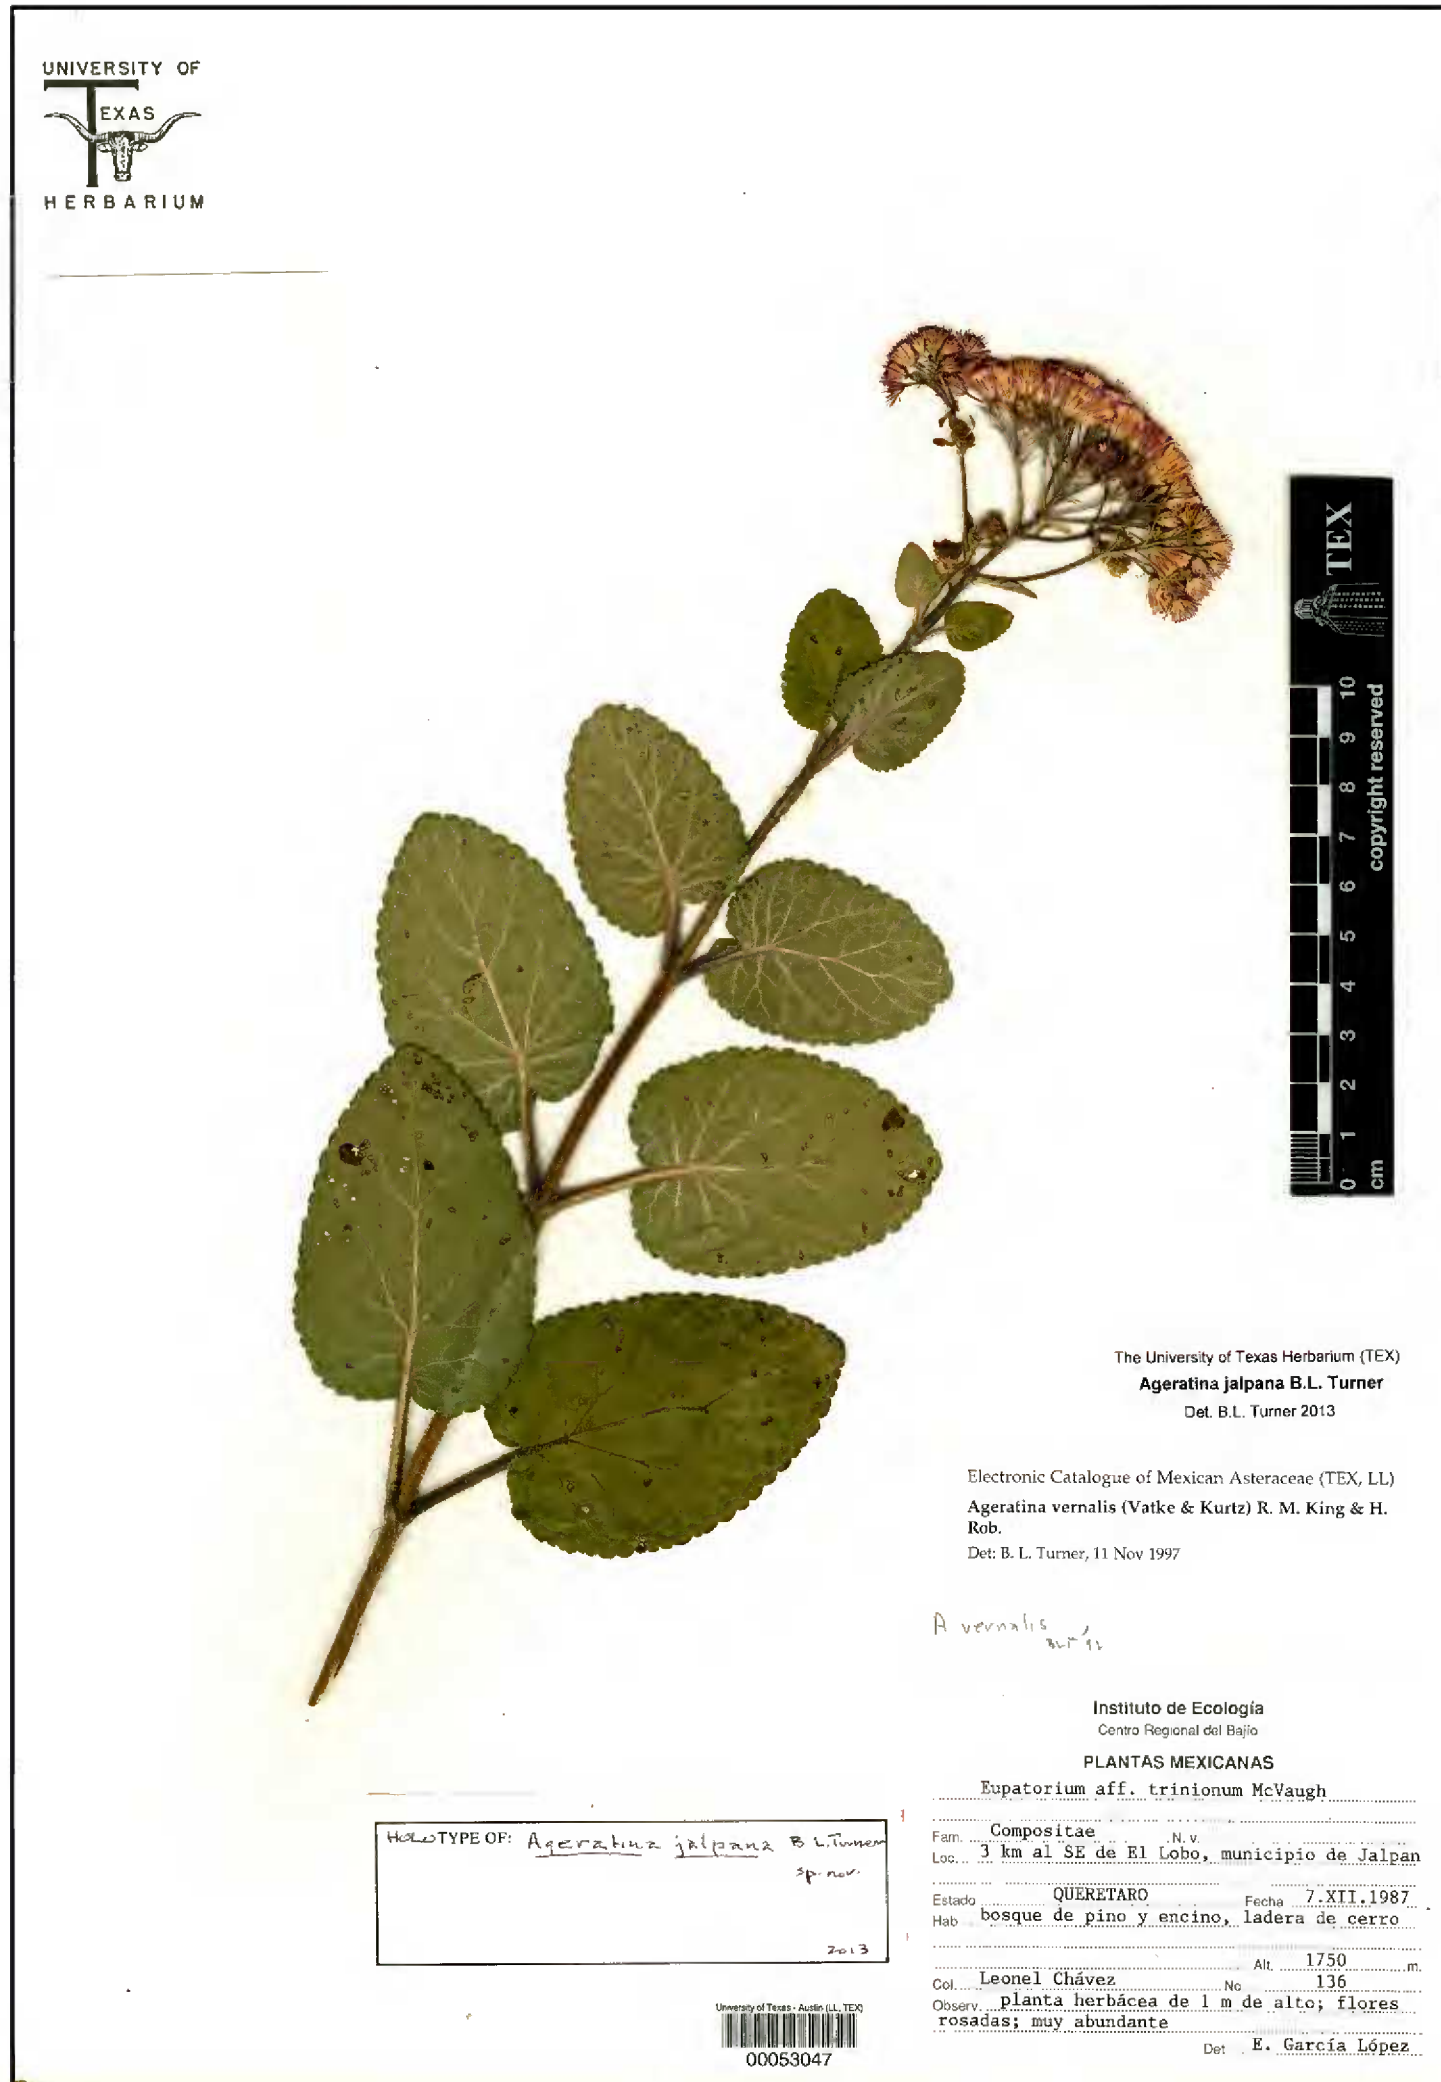 UNIVERSITY OF
TEXAS
HERBARIUM
TEX
copyright reserved
0 1 2 3 4 5 6 7 8 9 10
cm
The University of Texas Herbarium (TEX)
Ageratina jalpana B.L. Turner
Det. B.L. Turner 2013
Electronic Catalogue of Mexican Asteraceae (TEX, LL)
Ageratina vernalis (Vatke & Kurtz) R. M. King & H.
Rob.
Det: B. L. Turner, 11 Nov 1997
A vernalis
BLT '92
Instituto de Ecología
Centro Regional del Bajío
PLANTAS MEXICANAS
Eupatorium aff. trinionum McVaugh
Fam. Compositae N. v.
Loc. 3 km al SE de El Lobo, municipio de Jalpan
Estado QUERETARO Fecha 7.XII.1987
Hab bosque de pino y encino, ladera de cerro
Alt. 1750 m.
Col. Leonel Chávez No 136
Observ. planta herbácea de 1 m de alto; flores
rosadas; muy abundante
Det E. García López
HOLOTYPE OF: Ageratina jalpana B L. Turner
sp. nov.
2013
University of Texas - Austin (LL, TEX)
00053047